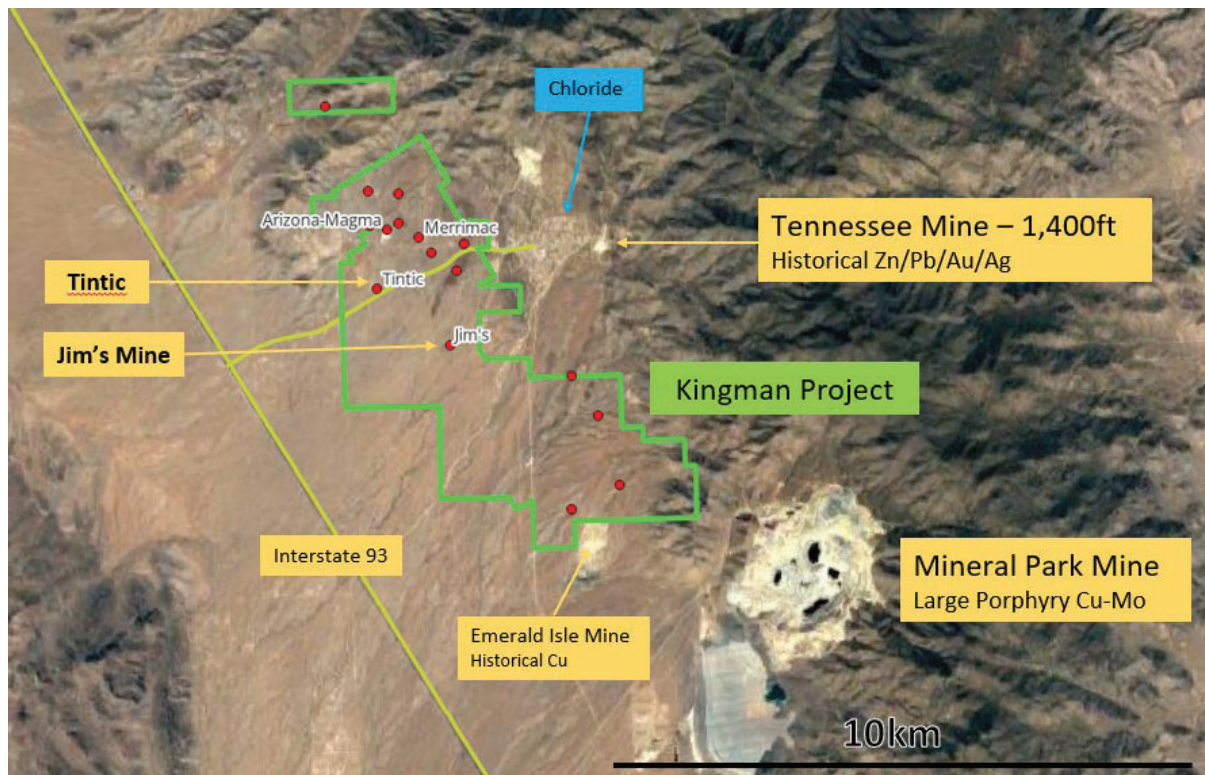 Chloride
Arizona-Magma
Merrimac
Tennessee Mine – 1,400ft
Historical Zn/Pb/Au/Ag
Tintic
Tintic
Jim's
Jim’s Mine
Kingman Project
Interstate 93
Mineral Park Mine
Large Porphyry Cu-Mo
Emerald Isle Mine
Historical Cu
10km